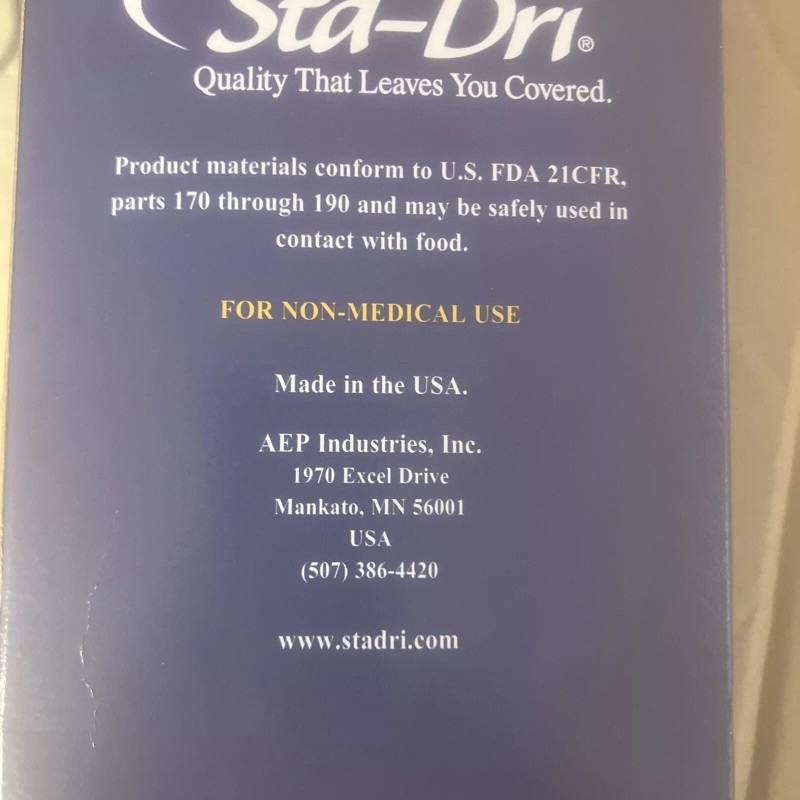 Sta-Dri®
Quality That Leaves You Covered.
Product materials conform to U.S. FDA 21CFR,
parts 170 through 190 and may be safely used in
contact with food.
FOR NON-MEDICAL USE
Made in the USA.
AEP Industries, Inc.
1970 Excel Drive
Mankato, MN 56001
USA
(507) 386-4420
www.stadri.com